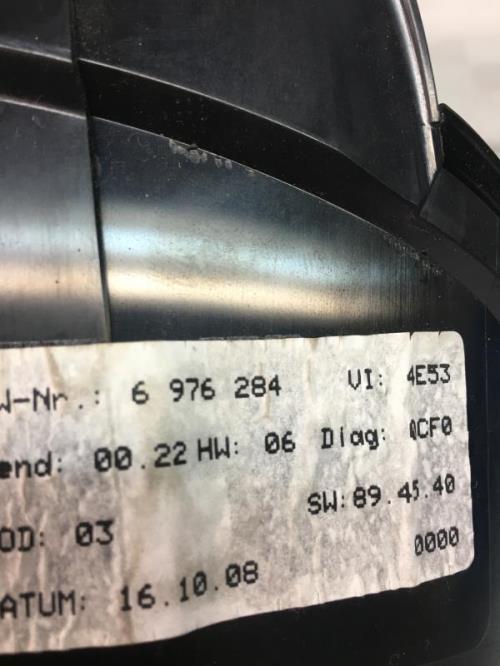 W-Nr.: 6 976 284 VI: 4E53
end: 00.22 HW: 06 Diag: 0CF0
SW: 89.45.40
OD: 03 0000
ATUM: 16.10.08